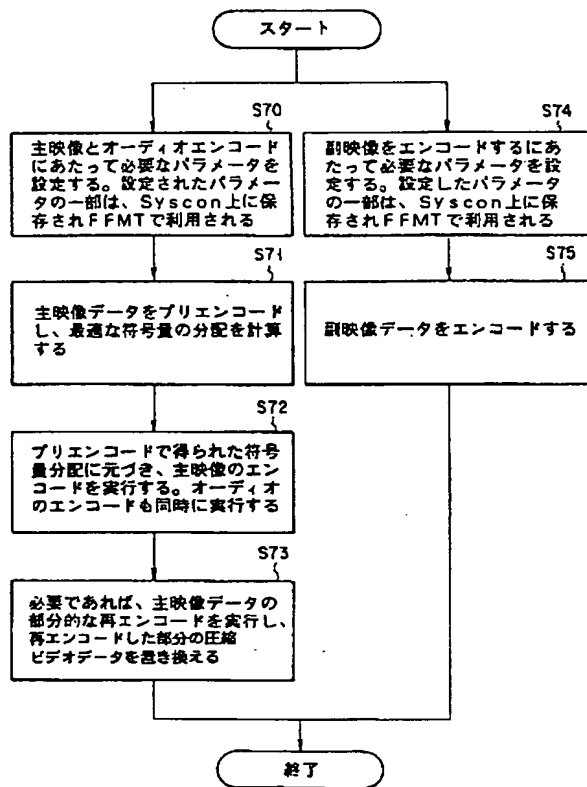 スタート
S70
主映像とオーディオエンコード
にあたって必要なパラメータを
設定する。設定されたパラメー
タの一部は、Syscon上に保
存されFFMTで利用される
S74
副映像をエンコードするにあ
たって必要なパラメータを設
定する。設定したパラメータ
の一部は、Syscon上に保
存されFFMTで利用される
S71
主映像データをプリエンコード
し、最適な符号量の分配を計算
する
S75
副映像データをエンコードする
S72
プリエンコードで得られた符号
量分配に元づき、主映像のエン
コードを実行する。オーディオ
のエンコードも同時に実行する
S73
必要であれば、主映像データの
部分的な再エンコードを実行し、
再エンコードした部分の圧縮
ビデオデータを置き換える
終了